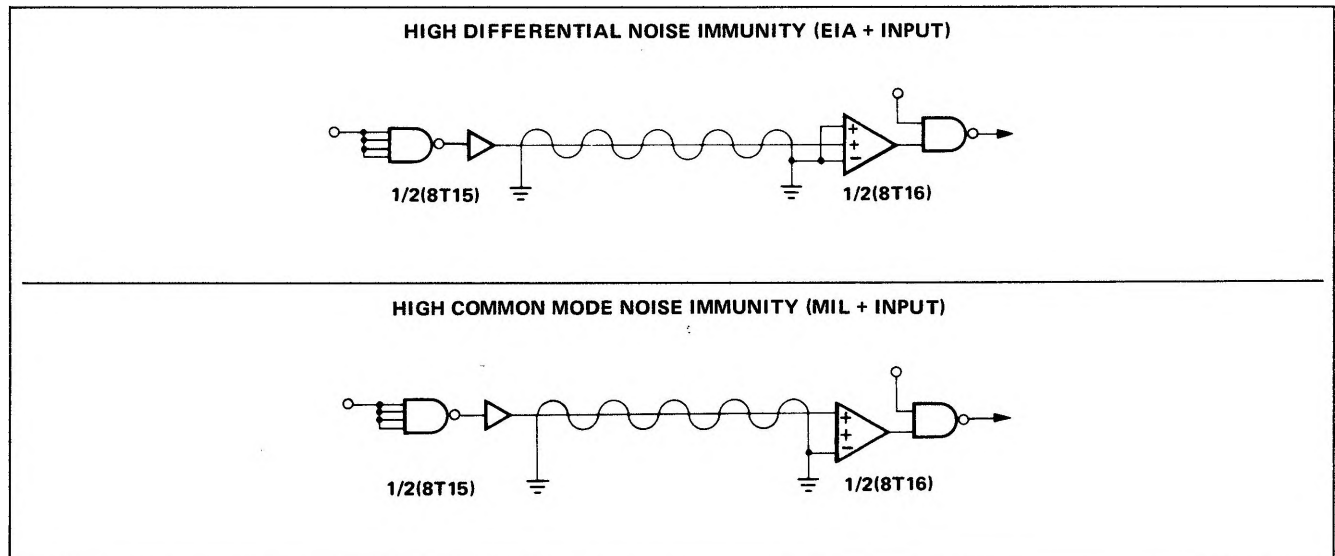 HIGH DIFFERENTIAL NOISE IMMUNITY (EIA + INPUT)
+
+
−
1/2(8T15)
1/2(8T16)
HIGH COMMON MODE NOISE IMMUNITY (MIL + INPUT)
+
+
−
1/2(8T15)
1/2(8T16)